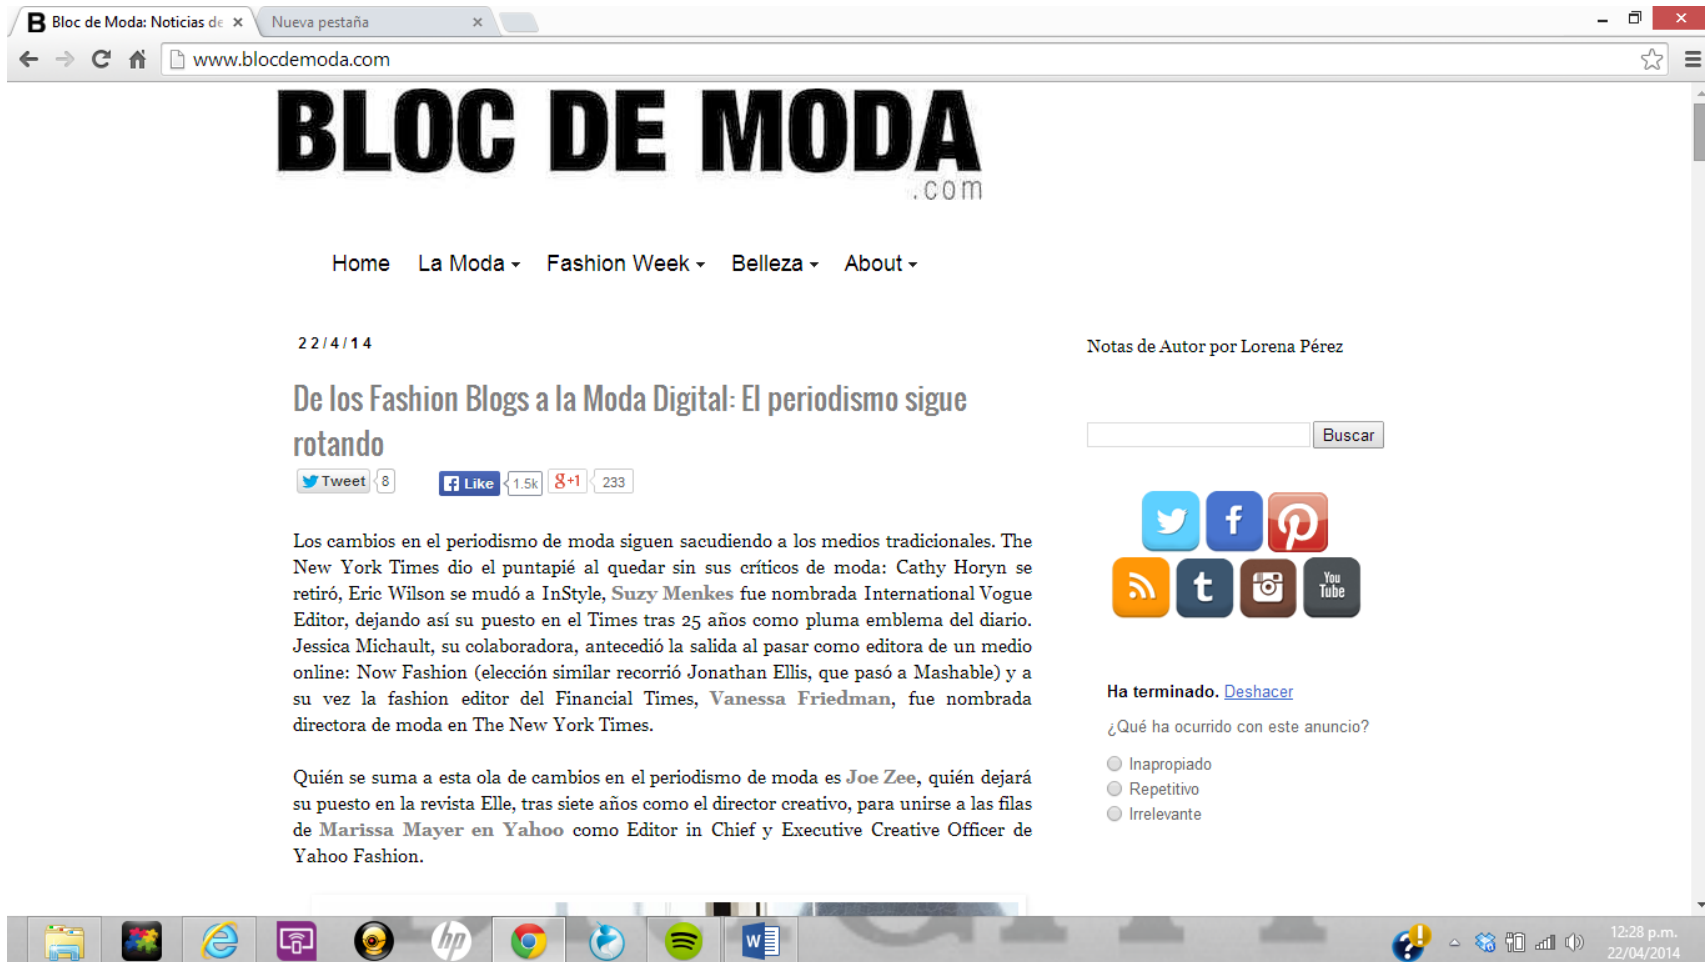 Bloc de Moda: Noticias de
Nueva pestaña
www.blocdemoda.com
BLOC DE MODA
.com
Home La Moda Fashion Week Belleza About
22/4/14
De los Fashion Blogs a la Moda Digital: El periodismo sigue
rotando
Tweet 8 Like 1.5k g+1 233
Los cambios en el periodismo de moda siguen sacudiendo a los medios tradicionales. The
New York Times dio el puntapié al quedar sin sus críticos de moda: Cathy Horyn se
retiró, Eric Wilson se mudó a InStyle, Suzy Menkes fue nombrada International Vogue
Editor, dejando así su puesto en el Times tras 25 años como pluma emblema del diario.
Jessica Michault, su colaboradora, antecedió la salida al pasar como editora de un medio
online: Now Fashion (elección similar recorrió Jonathan Ellis, que pasó a Mashable) y a
su vez la fashion editor del Financial Times, Vanessa Friedman, fue nombrada
directora de moda en The New York Times.
Quién se suma a esta ola de cambios en el periodismo de moda es Joe Zee, quién dejará
su puesto en la revista Elle, tras siete años como el director creativo, para unirse a las filas
de Marissa Mayer en Yahoo como Editor in Chief y Executive Creative Officer de
Yahoo Fashion.
Notas de Autor por Lorena Pérez
Buscar
You
Tube
Ha terminado. Deshacer
¿Qué ha ocurrido con este anuncio?
Inapropiado
Repetitivo
Irrelevante
hp
12:28 p.m.
22/04/2014